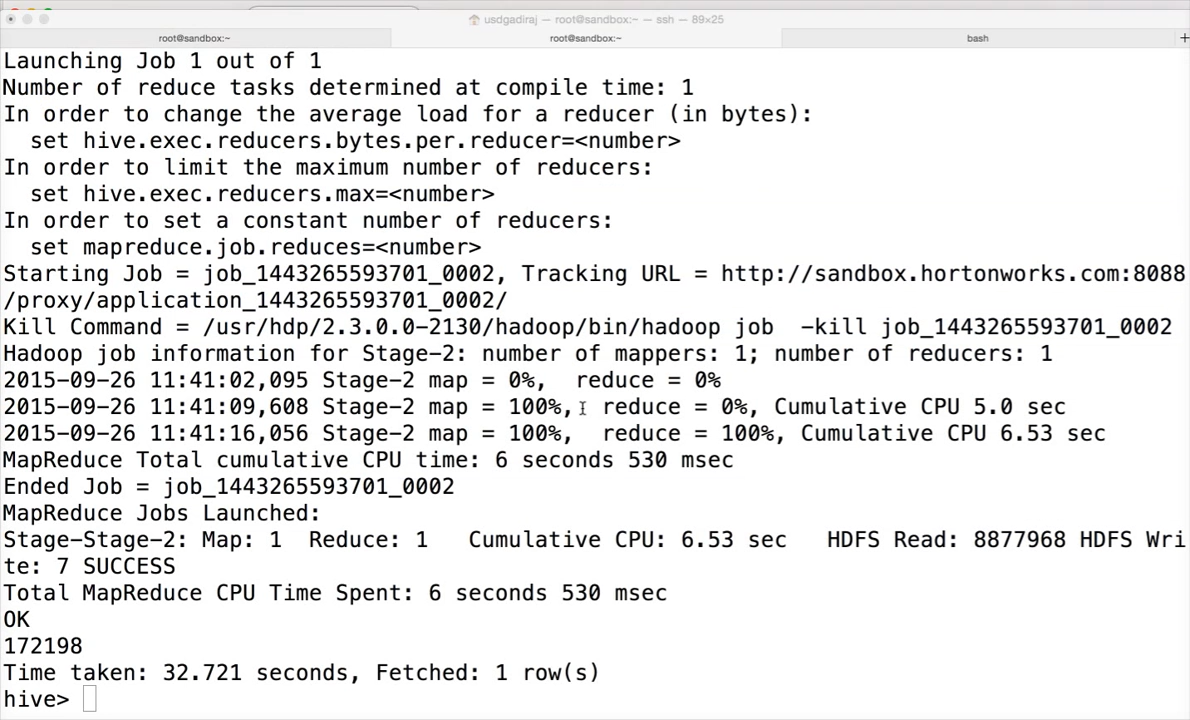 usdgadiraj — root@sandbox:~ — ssh — 89×25
root@sandbox:~ root@sandbox:~ bash +
Launching Job 1 out of 1
Number of reduce tasks determined at compile time: 1
In order to change the average load for a reducer (in bytes):
  set hive.exec.reducers.bytes.per.reducer=<number>
In order to limit the maximum number of reducers:
  set hive.exec.reducers.max=<number>
In order to set a constant number of reducers:
  set mapreduce.job.reduces=<number>
Starting Job = job_1443265593701_0002, Tracking URL = http://sandbox.hortonworks.com:8088
/proxy/application_1443265593701_0002/
Kill Command = /usr/hdp/2.3.0.0-2130/hadoop/bin/hadoop job  -kill job_1443265593701_0002
Hadoop job information for Stage-2: number of mappers: 1; number of reducers: 1
2015-09-26 11:41:02,095 Stage-2 map = 0%,  reduce = 0%
2015-09-26 11:41:09,608 Stage-2 map = 100%,  reduce = 0%, Cumulative CPU 5.0 sec
2015-09-26 11:41:16,056 Stage-2 map = 100%,  reduce = 100%, Cumulative CPU 6.53 sec
MapReduce Total cumulative CPU time: 6 seconds 530 msec
Ended Job = job_1443265593701_0002
MapReduce Jobs Launched:
Stage-Stage-2: Map: 1  Reduce: 1   Cumulative CPU: 6.53 sec   HDFS Read: 8877968 HDFS Wri
te: 7 SUCCESS
Total MapReduce CPU Time Spent: 6 seconds 530 msec
OK
172198
Time taken: 32.721 seconds, Fetched: 1 row(s)
hive>